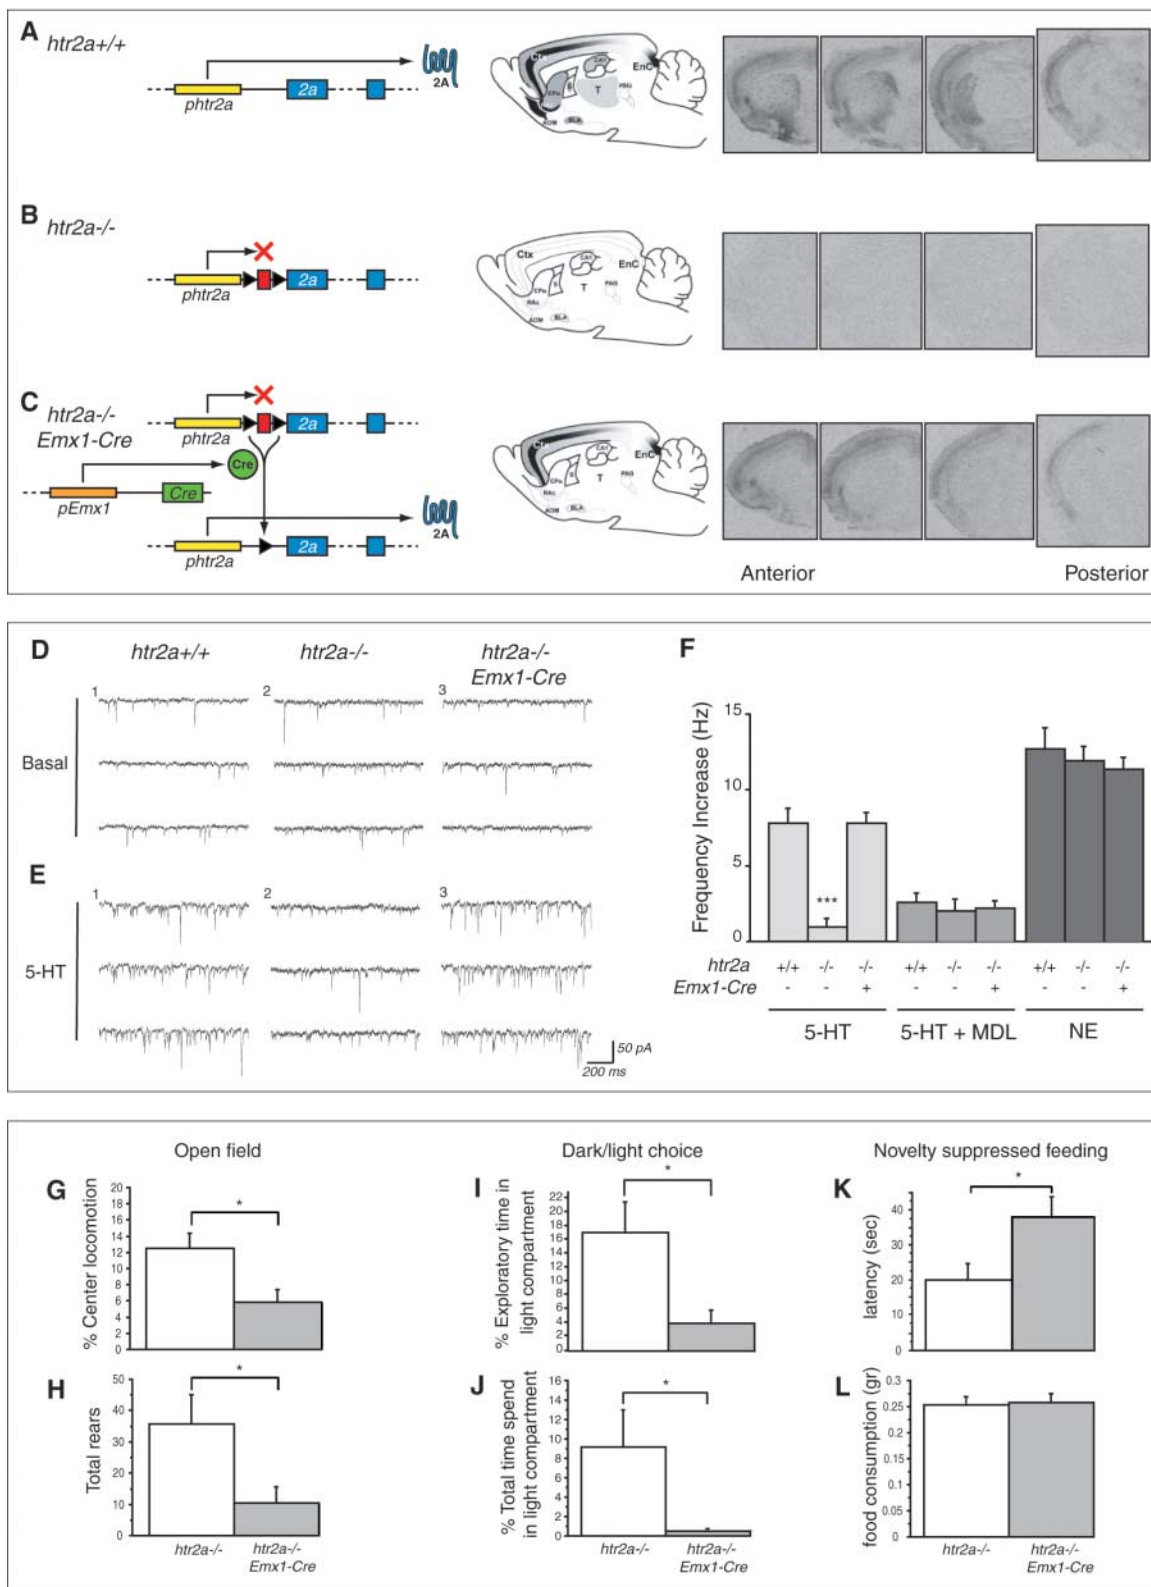 A
htr2a+/+
2A
2a
phtr2a
Ctx
CA1
EnC
CPu
S
T
PAG
AOM
BLA
B
htr2a-/-
2a
phtr2a
Ctx
CA1
EnC
CPu
S
T
PAG
NAc
AOM
BLA
C
htr2a-/-
Emx1-Cre
2a
phtr2a
Cre
Cre
pEmx1
2A
2a
phtr2a
CA1
EnC
CPu
S
T
PAG
NAc
AOM
BLA
Anterior
Posterior
D
htr2a+/+
htr2a-/-
htr2a-/-
Emx1-Cre
1
2
3
Basal
E
1
2
3
5-HT
50 pA
200 ms
F
Frequency Increase (Hz)
15
10
5
0
***
htr2a +/+ -/- -/- +/+ -/- -/- +/+ -/- -/-
Emx1-Cre - - + - - + - - +
5-HT
5-HT + MDL
NE
Open field
G
% Center locomotion
20
18
16
14
12
10
8
6
4
2
0
*
H
Total rears
50
40
30
20
10
0
*
htr2a-/-
htr2a-/-
Emx1-Cre
Dark/light choice
I
% Exploratory time in
light compartment
22
20
18
16
14
12
10
8
6
4
2
0
*
J
% Total time spend
in light compartment
16
14
12
10
8
6
4
2
0
*
htr2a-/-
htr2a-/-
Emx1-Cre
Novelty suppressed feeding
K
latency (sec)
40
30
20
10
0
*
L
food consumption (gr)
0.3
0.25
0.2
0.15
0.1
0.05
0
htr2a-/-
htr2a-/-
Emx1-Cre